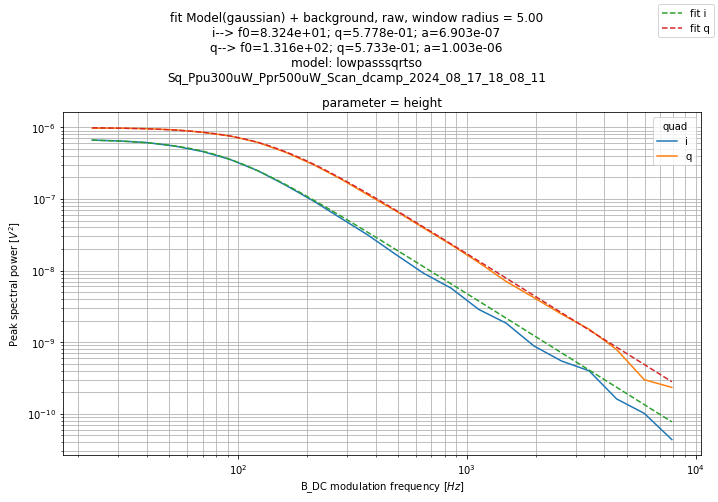 fit Model(gaussian) + background, raw, window radius = 5.00
i--> f0=8.324e+01; q=5.778e-01; a=6.903e-07
q--> f0=1.316e+02; q=5.733e-01; a=1.003e-06
model: lowpasssqrtso
Sq_Ppu300uW_Ppr500uW_Scan_dcamp_2024_08_17_18_08_11
fit i
fit q
parameter = height
quad
i
q
Peak spectral power [$V^2$]
10⁻⁶
10⁻⁷
10⁻⁸
10⁻⁹
10⁻¹⁰
10²
10³
10⁴
B_DC modulation frequency [Hz]